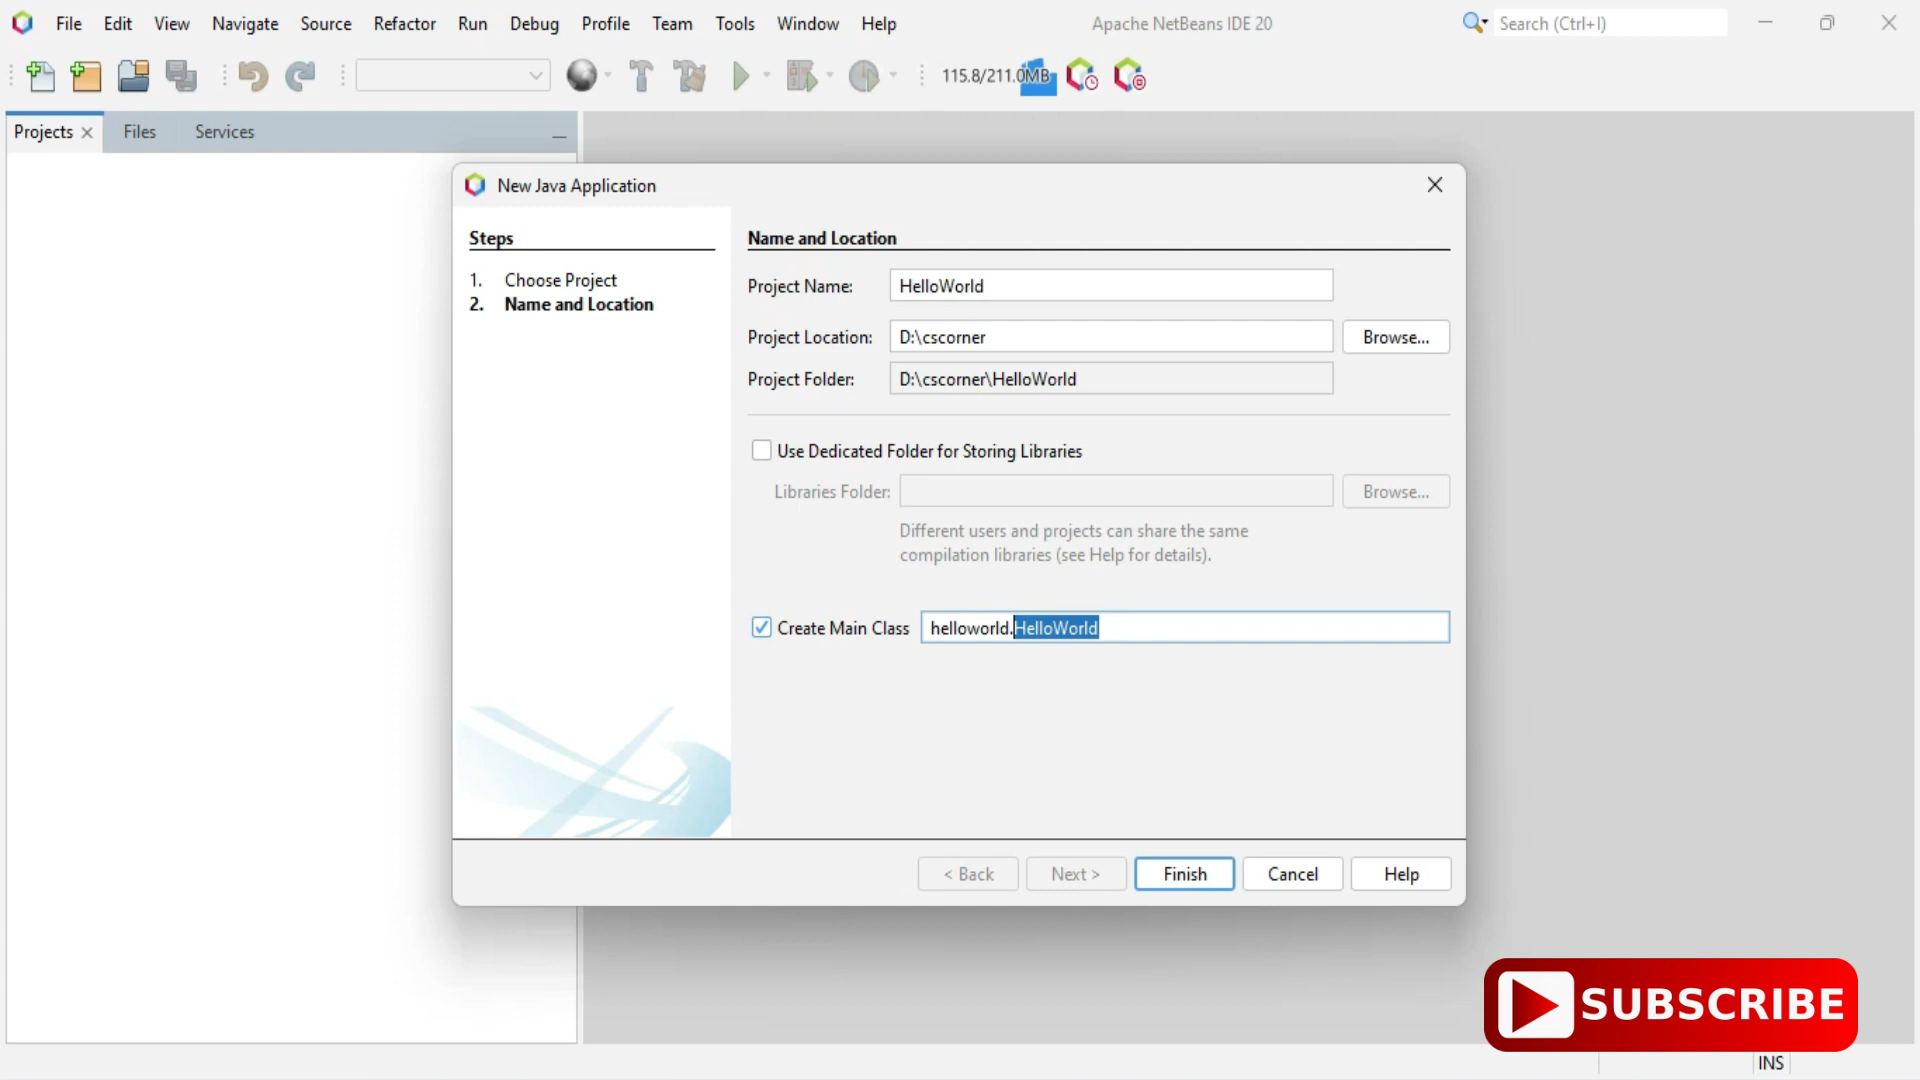 File Edit View Navigate Source Refactor Run Debug Profile Team Tools Window Help Apache NetBeans IDE 20 Search (Ctrl+I)
115.8/211.0MB
Projects Files Services
New Java Application
Steps
1. Choose Project
2. Name and Location
Name and Location
Project Name: HelloWorld
Project Location: D:\cscorner Browse...
Project Folder: D:\cscorner\HelloWorld
Use Dedicated Folder for Storing Libraries
Libraries Folder: Browse...
Different users and projects can share the same
compilation libraries (see Help for details).
Create Main Class helloworld.HelloWorld
< Back Next > Finish Cancel Help
SUBSCRIBE
INS